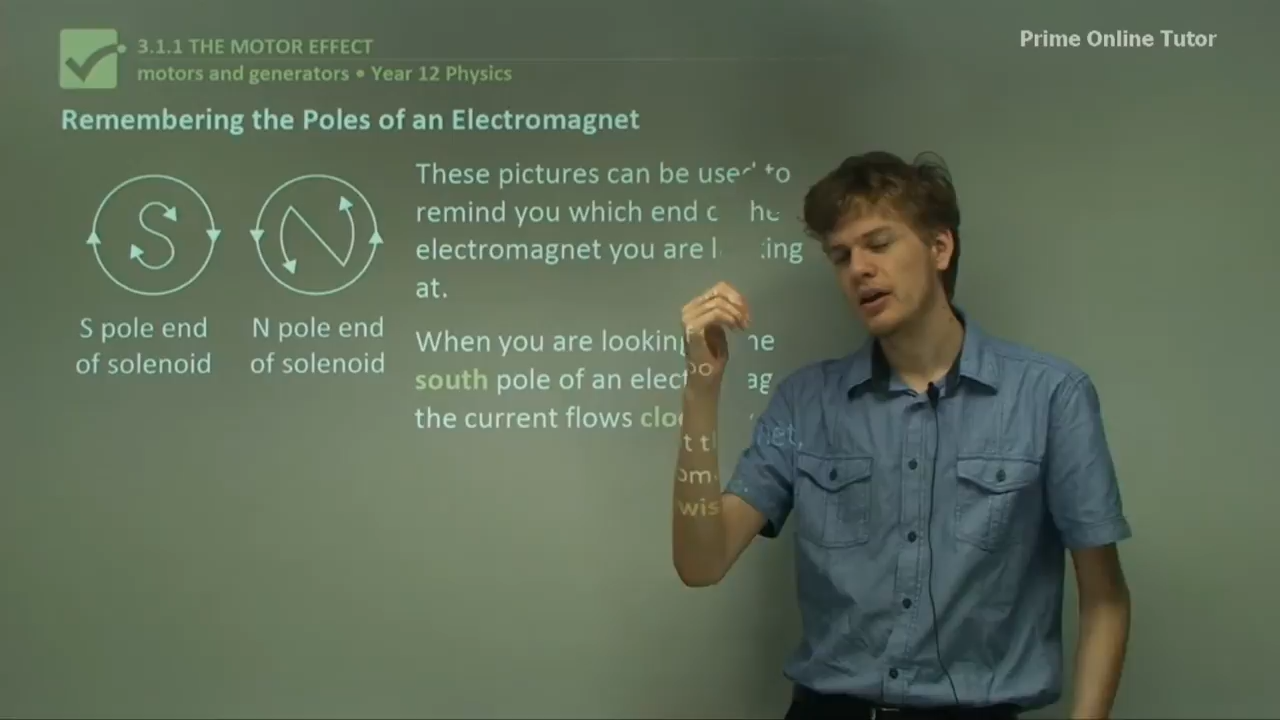 Prime Online Tutor
3.1.1 THE MOTOR EFFECT
motors and generators • Year 12 Physics
Remembering the Poles of an Electromagnet
S
N
S pole end
of solenoid
N pole end
of solenoid
These pictures can be used to
remind you which end
electromagnet you are
at.
When you are looking
south pole of an
the current flows